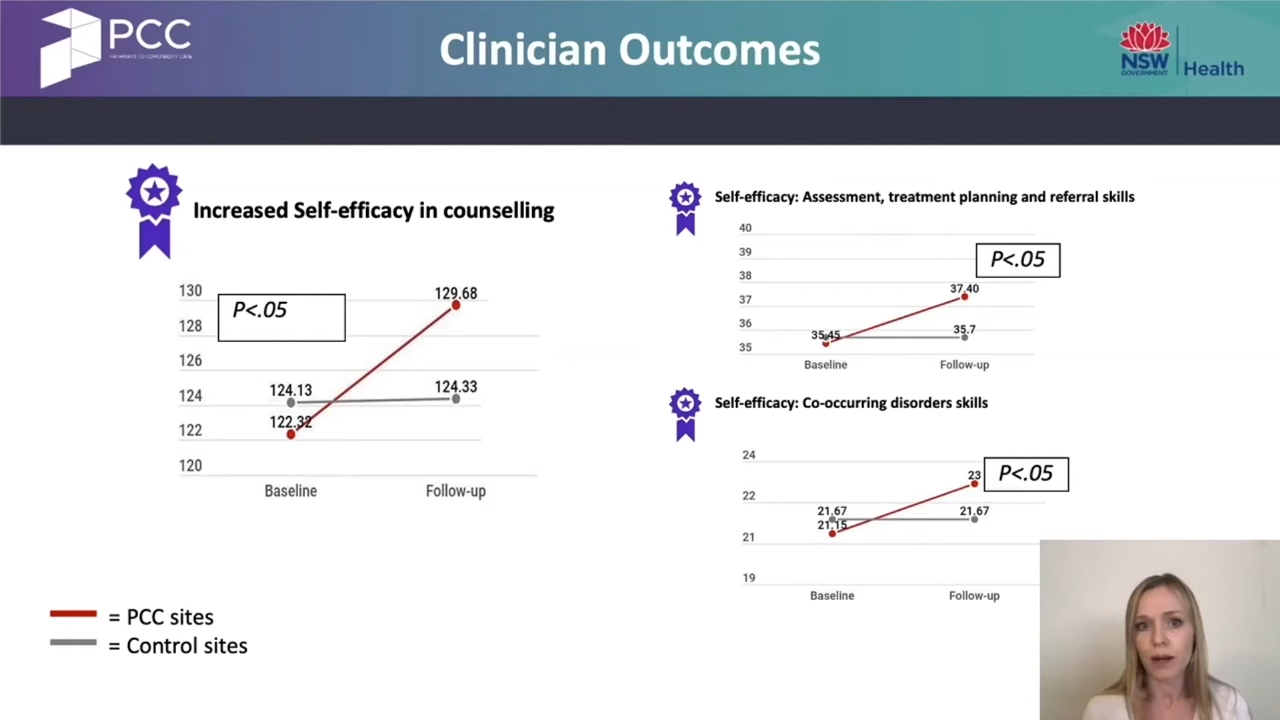 PCC
PATHWAYS TO COMORBIDITY CARE
Clinician Outcomes
NSW
GOVERNMENT
Health
Increased Self-efficacy in counselling
130
128
126
124
122
120
P<.05
129.68
124.13
124.33
122.32
Baseline
Follow-up
Self-efficacy: Assessment, treatment planning and referral skills
40
39
38
37
36
35
P<.05
37.40
35.45
35.7
Baseline
Follow-up
Self-efficacy: Co-occurring disorders skills
24
22
21
19
P<.05
23
21.67
21.15
21.67
Baseline
Follow-up
= PCC sites
= Control sites